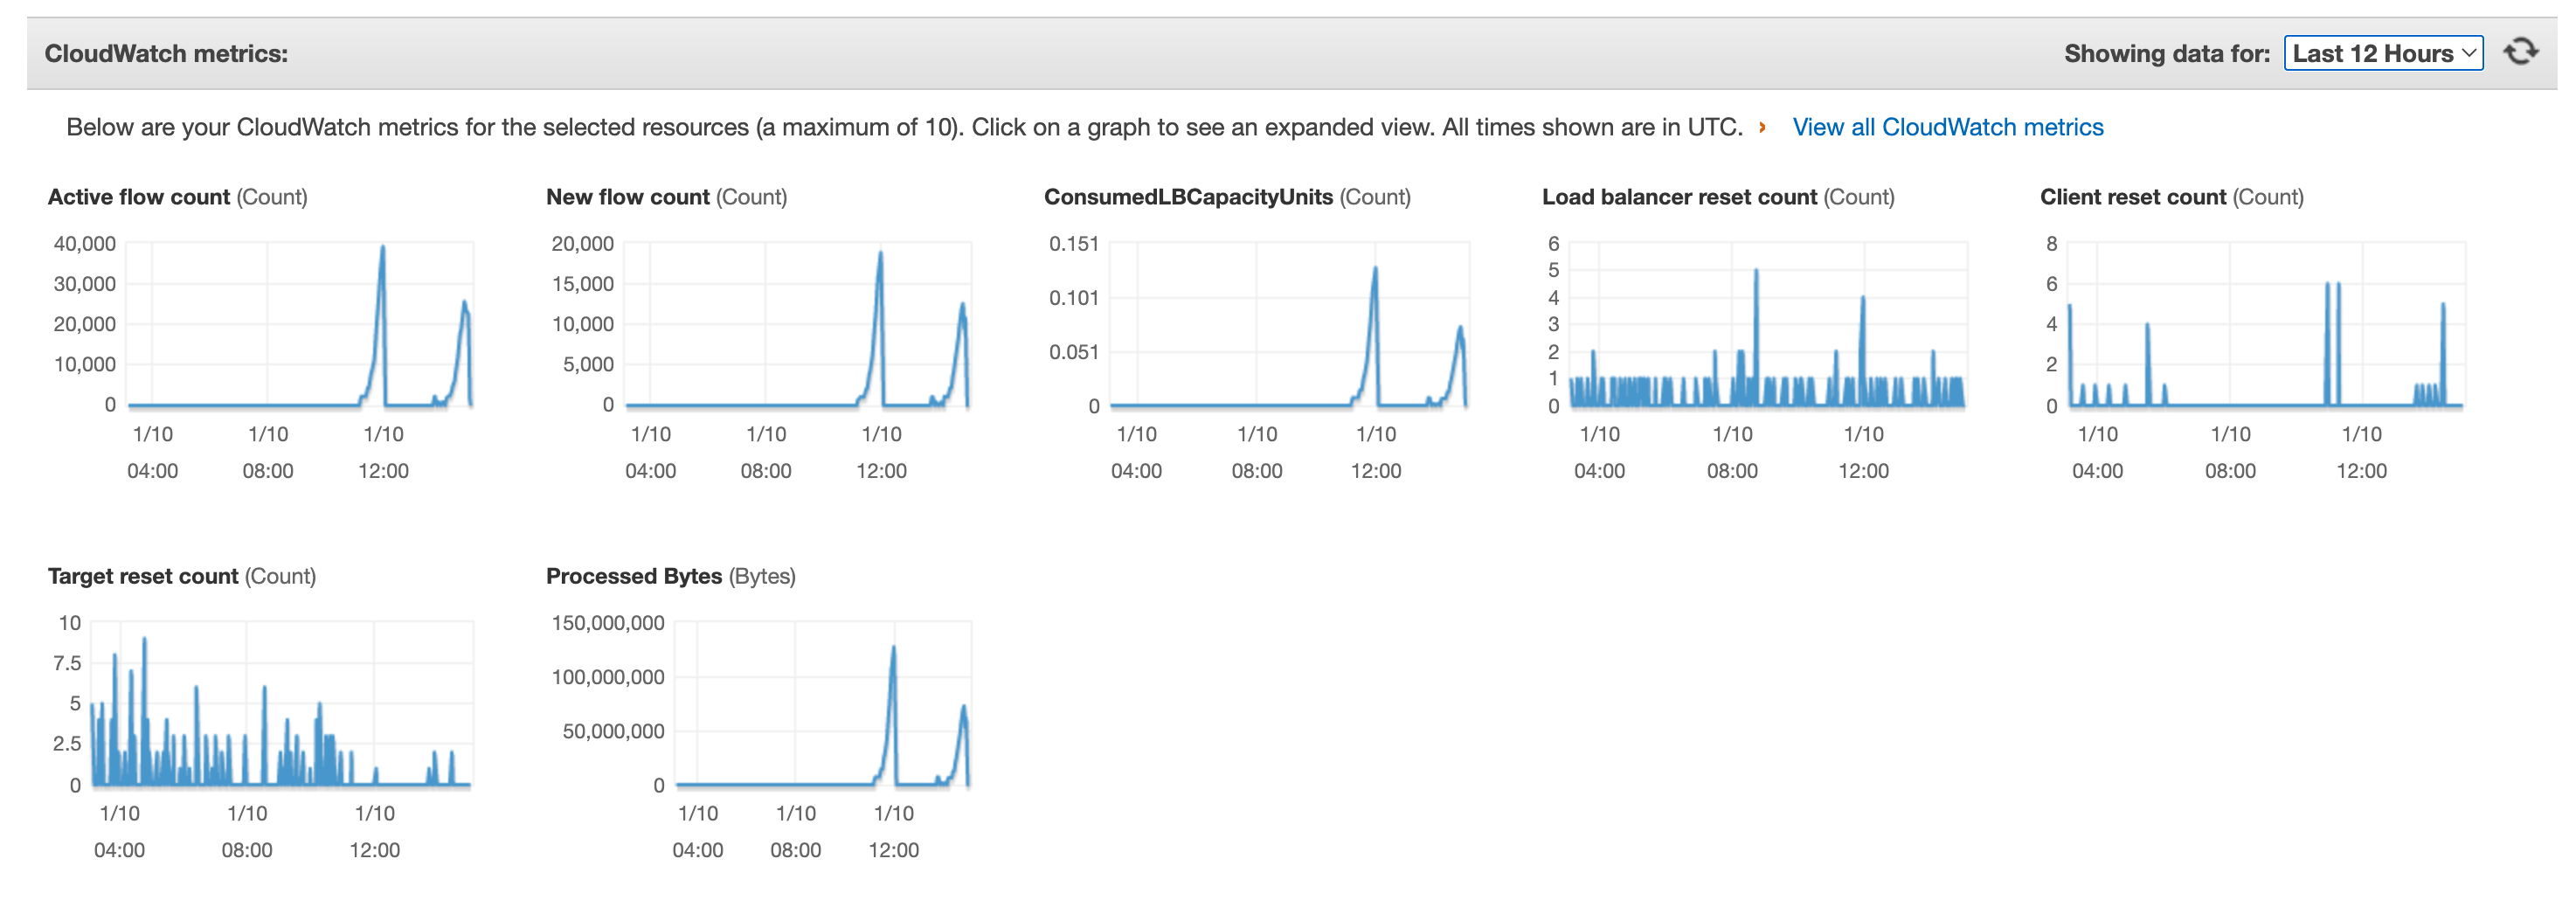 CloudWatch metrics:
Showing data for: Last 12 Hours
Below are your CloudWatch metrics for the selected resources (a maximum of 10). Click on a graph to see an expanded view. All times shown are in UTC. › View all CloudWatch metrics
Active flow count (Count)
40,000
30,000
20,000
10,000
0
1/10 1/10 1/10
04:00 08:00 12:00
New flow count (Count)
20,000
15,000
10,000
5,000
0
1/10 1/10 1/10
04:00 08:00 12:00
ConsumedLBCapacityUnits (Count)
0.151
0.101
0.051
0
1/10 1/10 1/10
04:00 08:00 12:00
Load balancer reset count (Count)
6
5
4
3
2
1
0
1/10 1/10 1/10
04:00 08:00 12:00
Client reset count (Count)
8
6
4
2
0
1/10 1/10 1/10
04:00 08:00 12:00
Target reset count (Count)
10
7.5
5
2.5
0
1/10 1/10 1/10
04:00 08:00 12:00
Processed Bytes (Bytes)
150,000,000
100,000,000
50,000,000
0
1/10 1/10 1/10
04:00 08:00 12:00